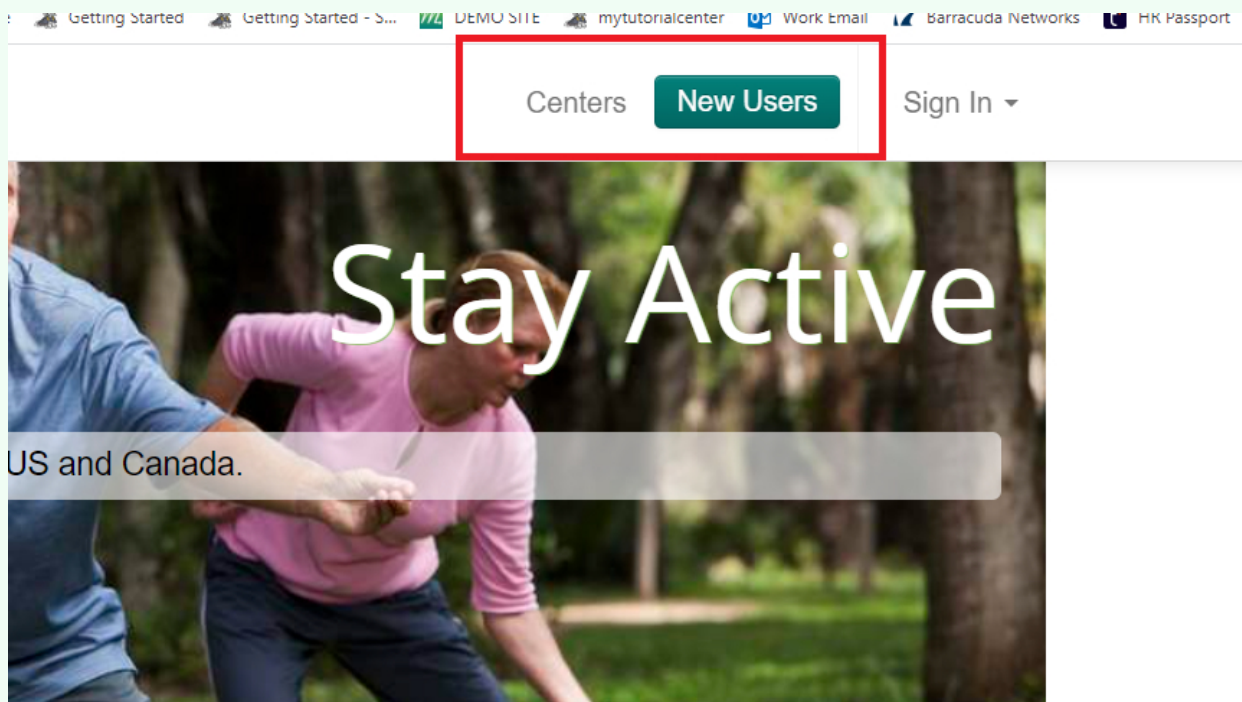 Getting Started Getting Started - S... DEMO SITE mytutorialcenter Work Email Barracuda Networks HR Passport
Centers New Users Sign In
Stay Active
US and Canada.